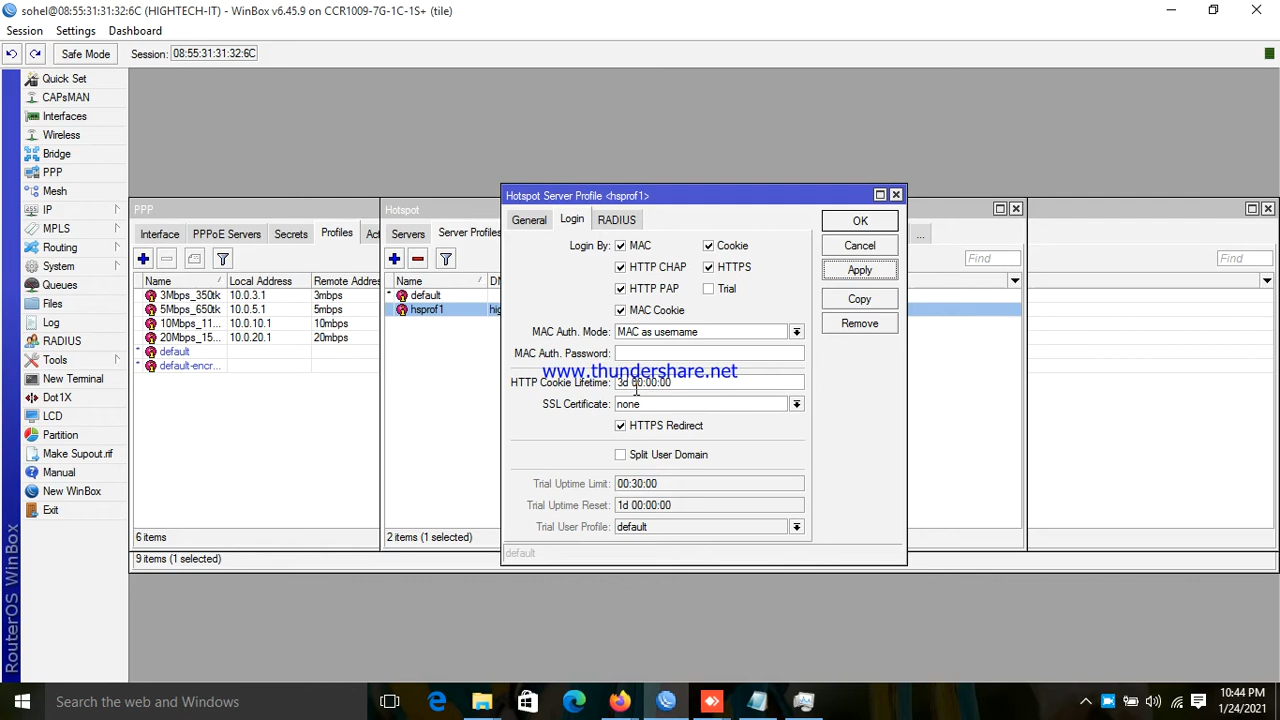 sohel@08:55:31:31:32:6C (HIGHTECH-IT) - WinBox v6.45.9 on CCR1009-7G-1C-1S+ (tile)
Session Settings Dashboard
Safe Mode Session: 08:55:31:31:32:6C
Quick Set
CAPsMAN
Interfaces
Wireless
Bridge
PPP
Mesh
IP
MPLS
Routing
System
Queues
Files
Log
RADIUS
Tools
New Terminal
Dot1X
LCD
Partition
Make Supout.rif
Manual
New WinBox
Exit
RouterOS WinBox
PPP
Interface PPPoE Servers Secrets Profiles
Name Local Address Remote Addres
3Mbps_350tk 10.0.3.1 3mbps
5Mbps_650tk 10.0.5.1 5mbps
10Mbps_11... 10.0.10.1 10mbps
20Mbps_15... 10.0.20.1 20mbps
* default
* default-encr...
6 items
9 items (1 selected)
Hotspot
Servers Server Profiles
...
Find
Name
* default
hsprof1
2 items (1 selected)
Find
Hotspot Server Profile <hsprof1>
General Login RADIUS
Login By: MAC Cookie
HTTP CHAP HTTPS
HTTP PAP Trial
MAC Cookie
MAC Auth. Mode: MAC as username
MAC Auth. Password:
www.thundershare.net
HTTP Cookie Lifetime: 3d 00:00:00
SSL Certificate: none
HTTPS Redirect
Split User Domain
Trial Uptime Limit: 00:30:00
Trial Uptime Reset: 1d 00:00:00
Trial User Profile: default
default
OK
Cancel
Apply
Copy
Remove
Search the web and Windows
10:44 PM
1/24/2021